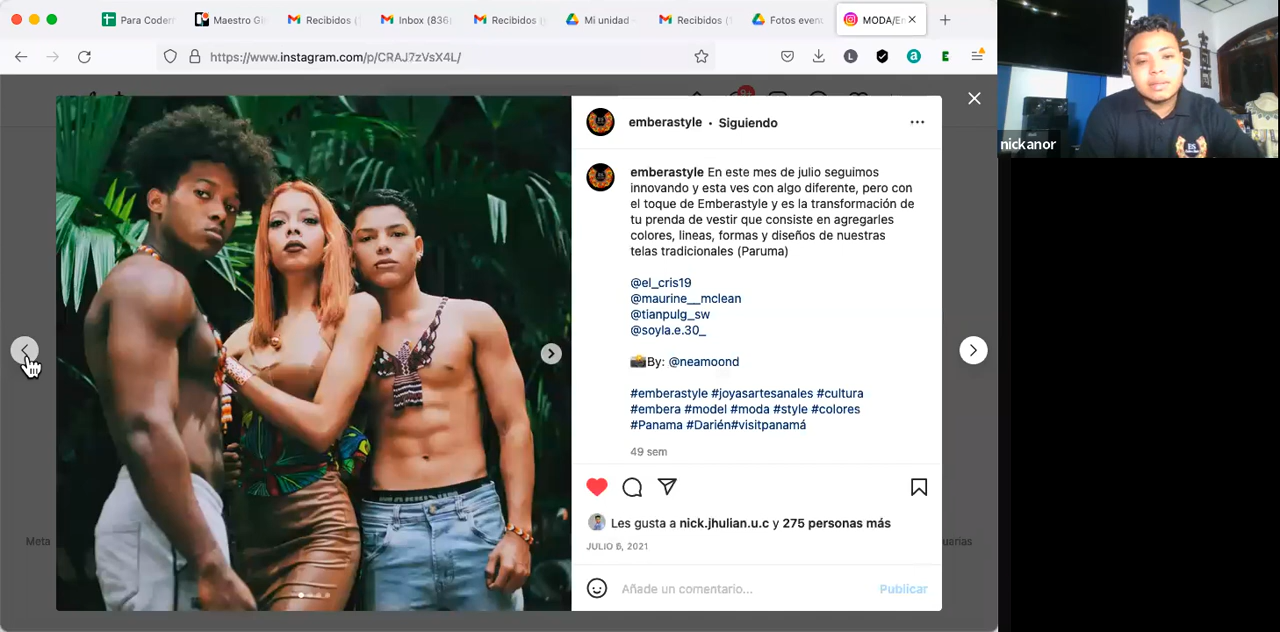 Para Coder
Maestro Gi
Recibidos (
Inbox (836
Recibidos (
Mi unidad
Recibidos (1
Fotos even
MODA/E
https://www.instagram.com/p/CRAJ7zVsX4L/
nickanor
emberastyle • Siguiendo
emberastyle En este mes de julio seguimos
innovando y esta ves con algo diferente, pero con
el toque de Emberastyle y es la transformación de
tu prenda de vestir que consiste en agregarles
colores, lineas, formas y diseños de nuestras
telas tradicionales (Paruma)
@el_cris19
@maurine__mclean
@tianpulg_sw
@soyla.e.30_
📸By: @neamoond
#emberastyle #joyasartesanales #cultura
#embera #model #moda #style #colores
#Panama #Darién#visitpanamá
49 sem
Les gusta a nick.jhulian.u.c y 275 personas más
JULIO 6, 2021
Añade un comentario...
Publicar
Meta
uarias